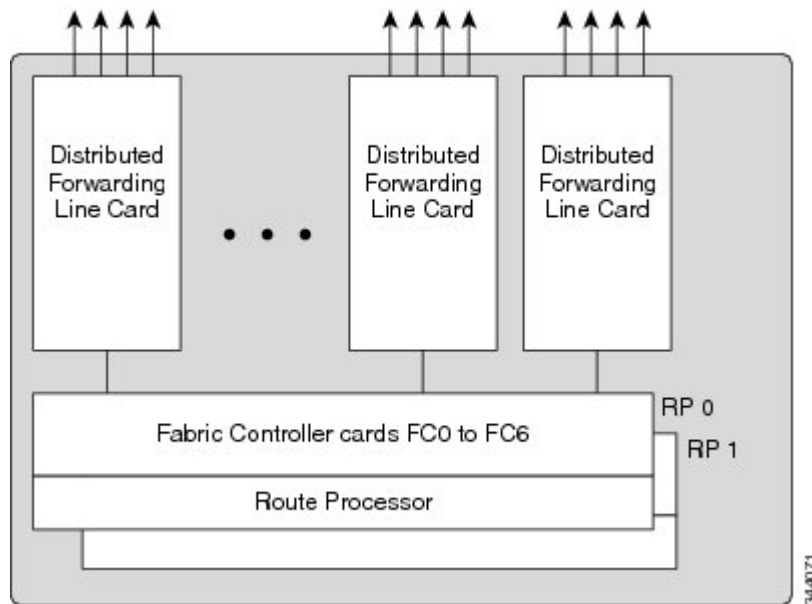 Distributed
Forwarding
Line Card
Distributed
Forwarding
Line Card
Distributed
Forwarding
Line Card
Fabric Controller cards FC0 to FC6
RP 0
RP 1
Route Processor